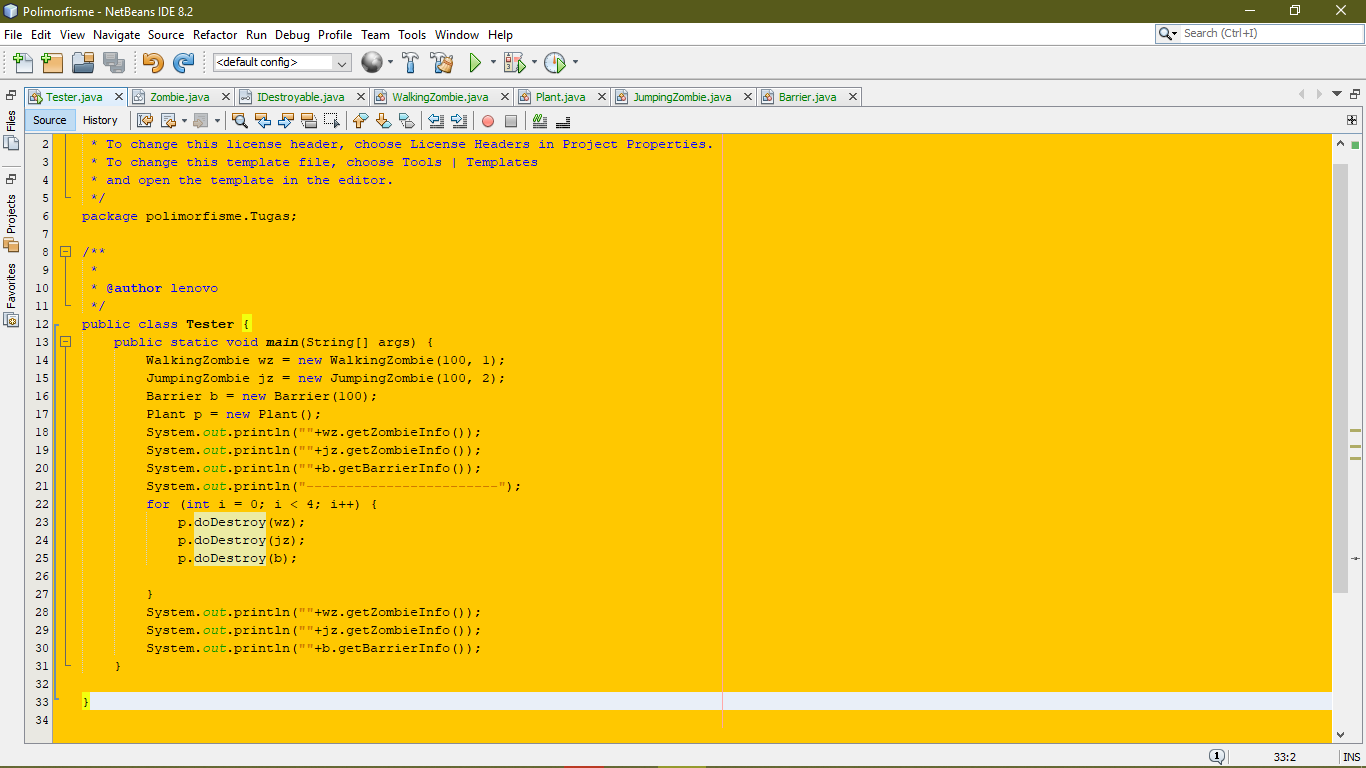 Polimorfisme - NetBeans IDE 8.2
File Edit View Navigate Source Refactor Run Debug Profile Team Tools Window Help
Search (Ctrl+I)
<default config>
Tester.java Zombie.java IDestroyable.java WalkingZombie.java Plant.java JumpingZombie.java Barrier.java
Source History
Files
Projects
Favorites
2 * To change this license header, choose License Headers in Project Properties.
3 * To change this template file, choose Tools | Templates
4 * and open the template in the editor.
5 */
6 package polimorfisme.Tugas;
7
8 /**
9 *
10 * @author lenovo
11 */
12 public class Tester {
13 public static void main(String[] args) {
14 WalkingZombie wz = new WalkingZombie(100, 1);
15 JumpingZombie jz = new JumpingZombie(100, 2);
16 Barrier b = new Barrier(100);
17 Plant p = new Plant();
18 System.out.println(""+wz.getZombieInfo());
19 System.out.println(""+jz.getZombieInfo());
20 System.out.println(""+b.getBarrierInfo());
21 System.out.println("------------------------");
22 for (int i = 0; i < 4; i++) {
23 p.doDestroy(wz);
24 p.doDestroy(jz);
25 p.doDestroy(b);
26
27 }
28 System.out.println(""+wz.getZombieInfo());
29 System.out.println(""+jz.getZombieInfo());
30 System.out.println(""+b.getBarrierInfo());
31 }
32
33 }
34
1 33:2 INS